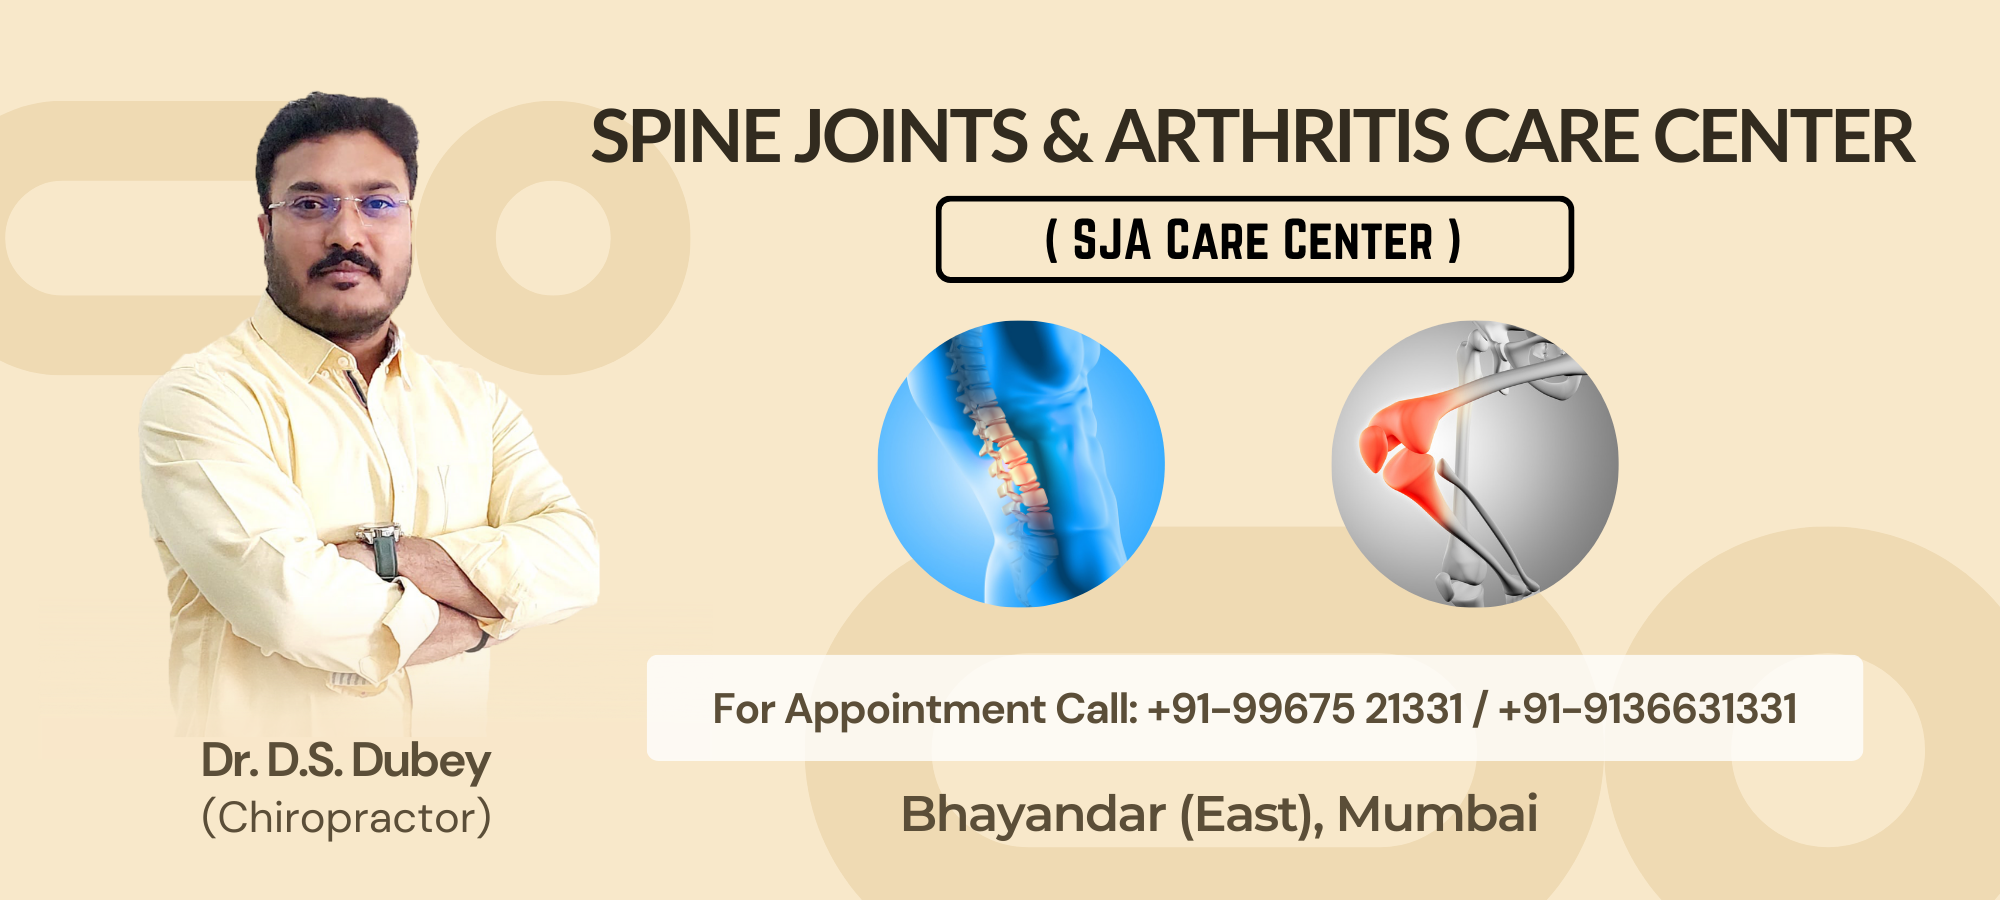 SPINE JOINTS & ARTHRITIS CARE CENTER
( SJA Care Center )
For Appointment Call: +91-99675 21331 / +91-9136631331
Bhayandar (East), Mumbai
Dr. D.S. Dubey
(Chiropractor)